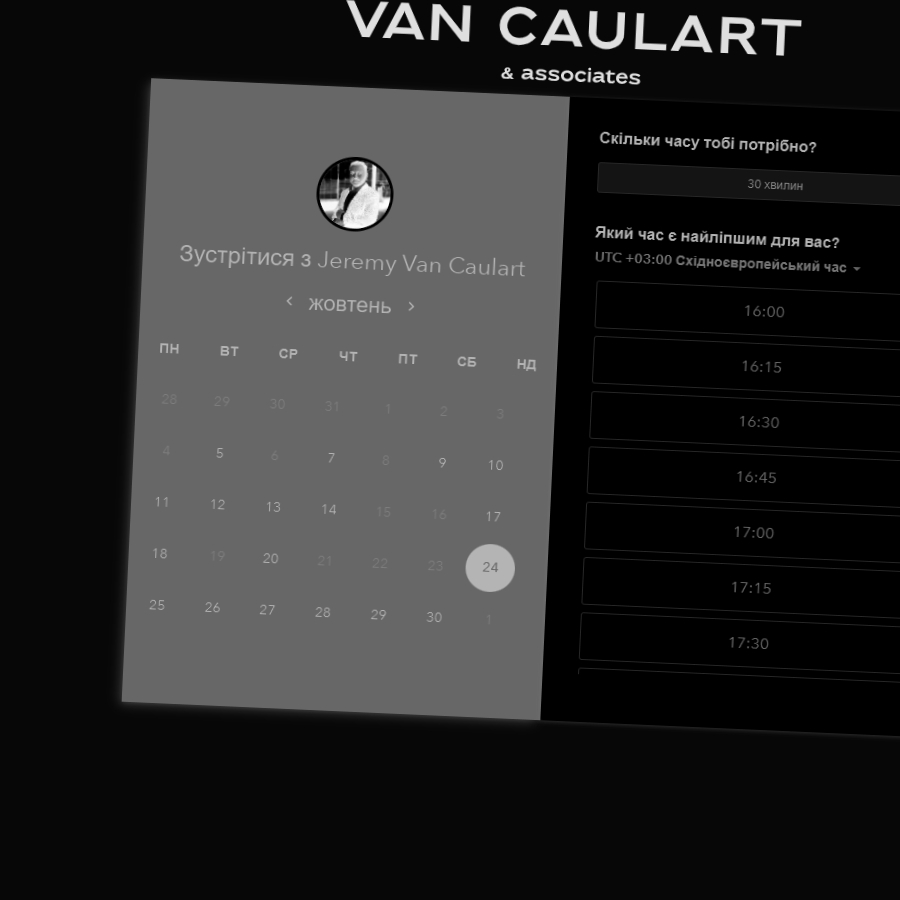 VAN CAULART
& associates
Зустрітися з Jeremy Van Caulart
жовтень
ПН ВТ СР ЧТ ПТ СБ НД
28 29 30 31 1 2 3
4 5 6 7 8 9 10
11 12 13 14 15 16 17
18 19 20 21 22 23 24
25 26 27 28 29 30 1
Скільки часу тобі потрібно?
30 хвилин
Який час є найліпшим для вас?
UTC +03:00 Східноєвропейський час
16:00
16:15
16:30
16:45
17:00
17:15
17:30